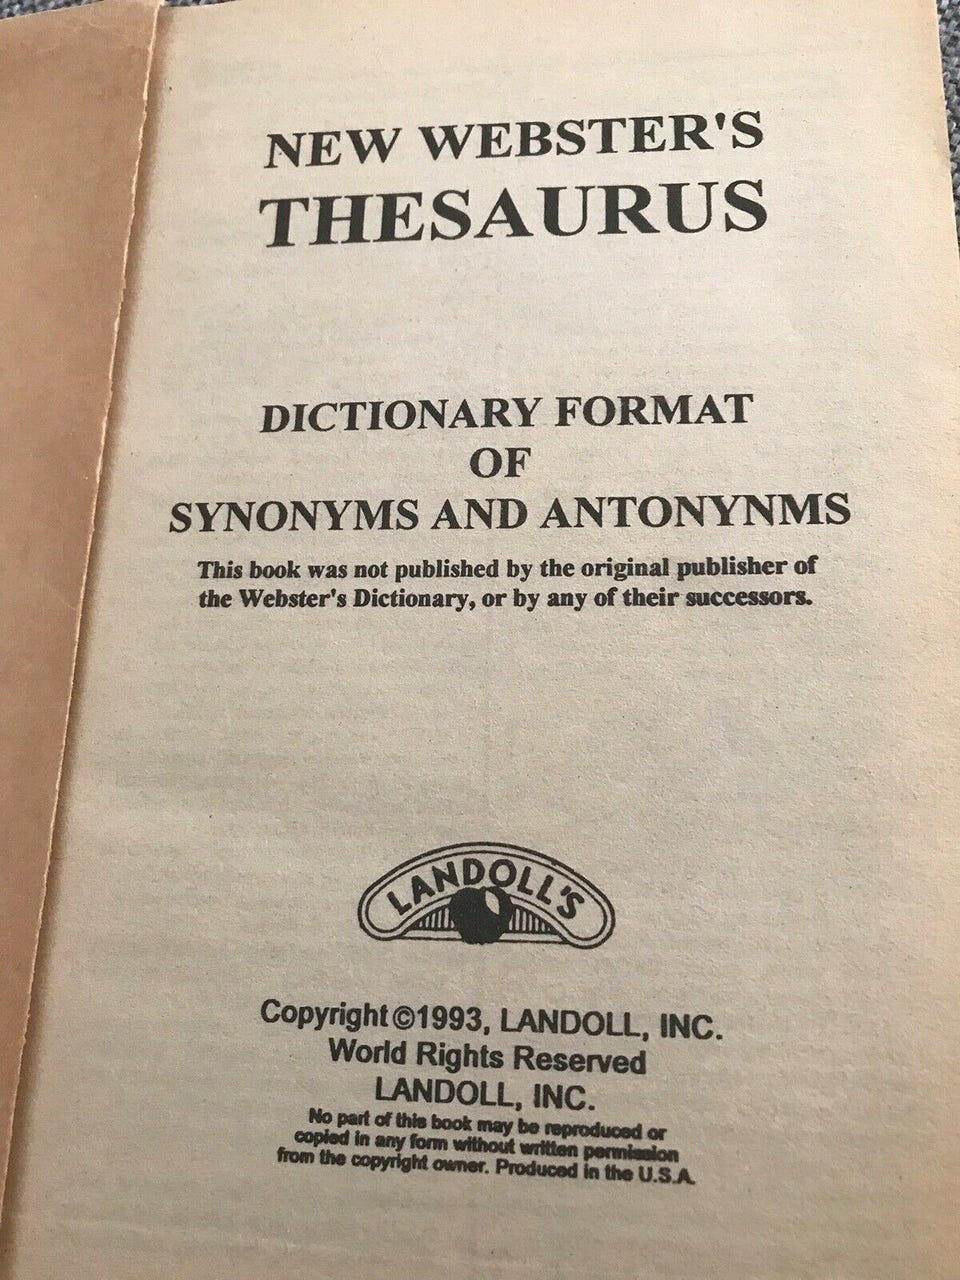 NEW WEBSTER'S
THESAURUS
DICTIONARY FORMAT
OF
SYNONYMS AND ANTONYNMS
This book was not published by the original publisher of
the Webster's Dictionary, or by any of their successors.
LANDOLL'S
Copyright ©1993, LANDOLL, INC.
World Rights Reserved
LANDOLL, INC.
No part of this book may be reproduced or
copied in any form without written permission
from the copyright owner. Produced in the U.S.A.